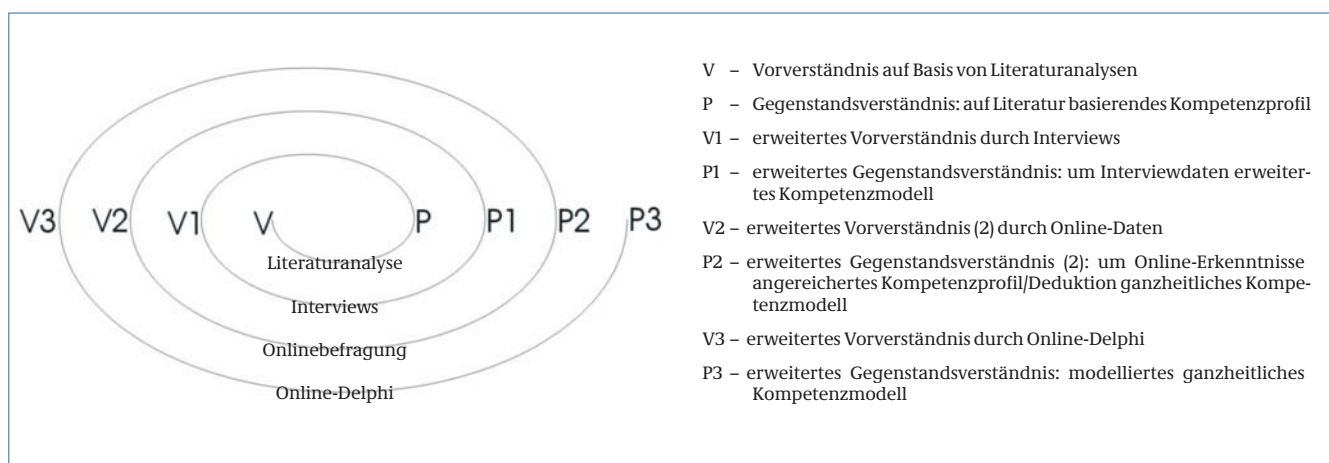 V3 V2 V1 V P P1 P2 P3
Literaturanalyse
Interviews
Onlinebefragung
Online-Delphi
V – Vorverständnis auf Basis von Literaturanalysen
P – Gegenstandsverständnis: auf Literatur basierendes Kompetenzprofil
V1 – erweitertes Vorverständnis durch Interviews
P1 – erweitertes Gegenstandsverständnis: um Interviewdaten erweiter-
tes Kompetenzmodell
V2 – erweitertes Vorverständnis (2) durch Online-Daten
P2 – erweitertes Gegenstandsverständnis (2): um Online-Erkenntnisse
angereichertes Kompetenzprofil/Deduktion ganzheitliches Kompe-
tenzmodell
V3 – erweitertes Vorverständnis durch Online-Delphi
P3 – erweitertes Gegenstandsverständnis: modelliertes ganzheitliches
Kompetenzmodell